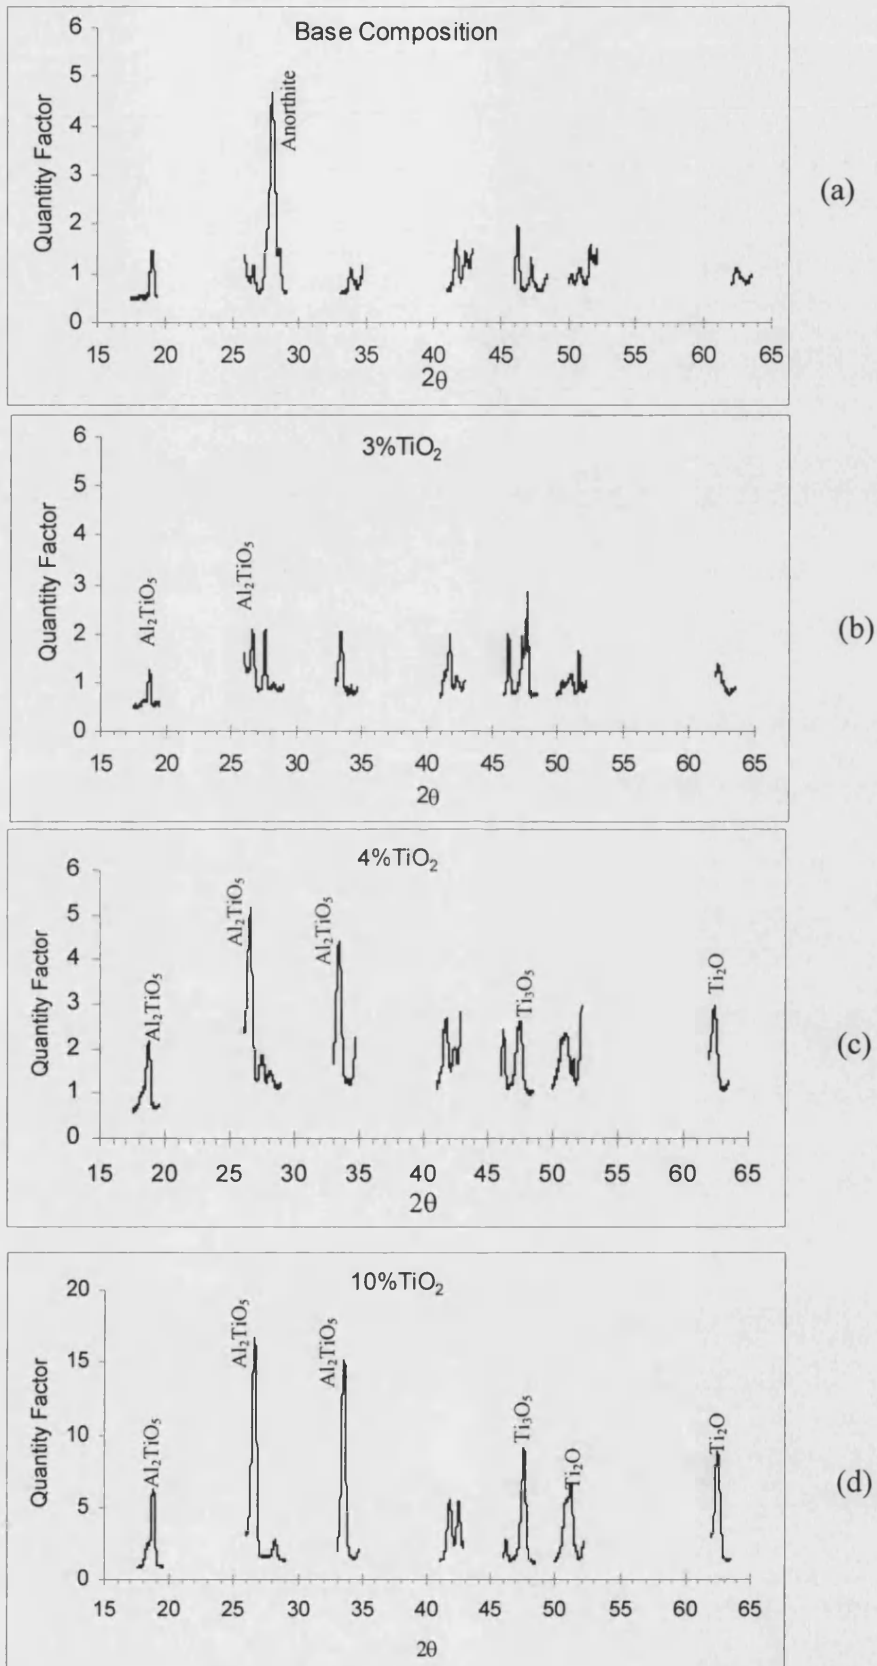 Base Composition
Quantity Factor
6
5
4
3
2
1
0
Anorthite
15 20 25 30 35 40 45 50 55 60 65
2θ
(a)
3%TiO₂
Quantity Factor
6
5
4
3
2
1
0
Al₂TiO₅
Al₂TiO₅
15 20 25 30 35 40 45 50 55 60 65
2θ
(b)
4%TiO₂
Quantity Factor
6
5
4
3
2
1
0
Al₂TiO₅
Al₂TiO₅
Al₂TiO₅
Ti₃O₅
Ti₂O
15 20 25 30 35 40 45 50 55 60 65
2θ
(c)
10%TiO₂
Quantity Factor
20
15
10
5
0
Al₂TiO₅
Al₂TiO₅
Al₂TiO₅
Ti₃O₅
Ti₂O
Ti₂O
15 20 25 30 35 40 45 50 55 60 65
2θ
(d)